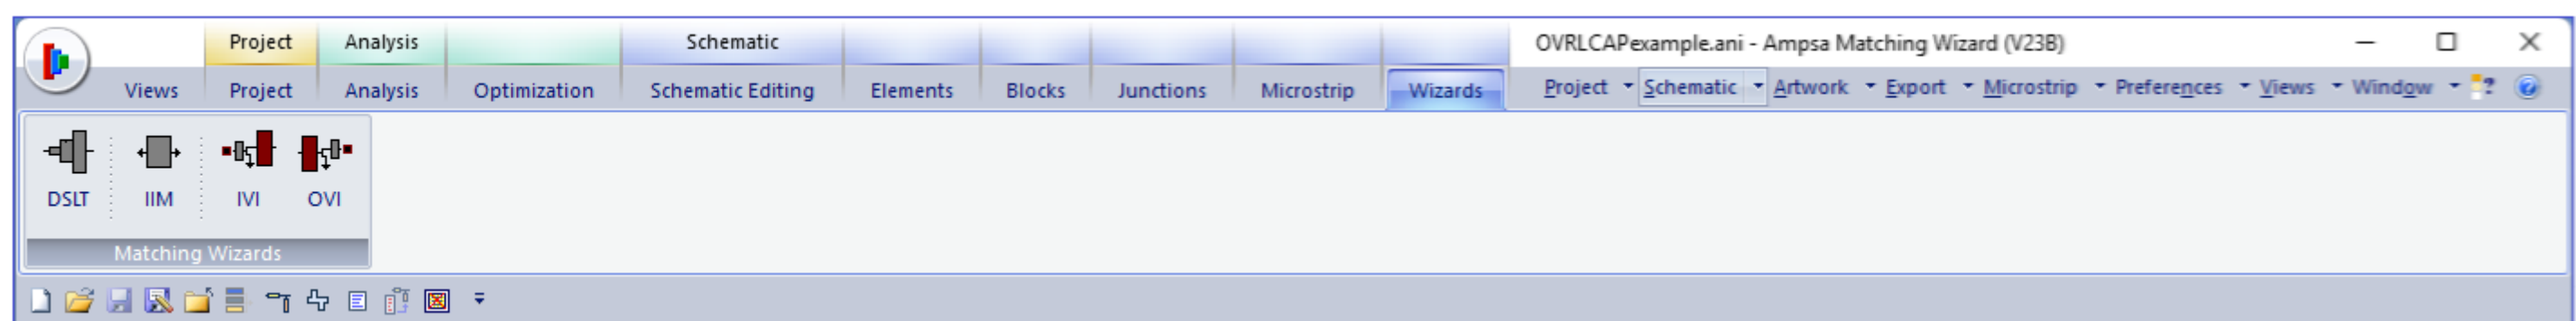 Project Analysis Schematic OVRLCAPexample.ani - Ampsa Matching Wizard (V23B)
Views Project Analysis Optimization Schematic Editing Elements Blocks Junctions Microstrip Wizards Project Schematic Artwork Export Microstrip Preferences Views Window ?
DSLT IIM IVI OVI
Matching Wizards